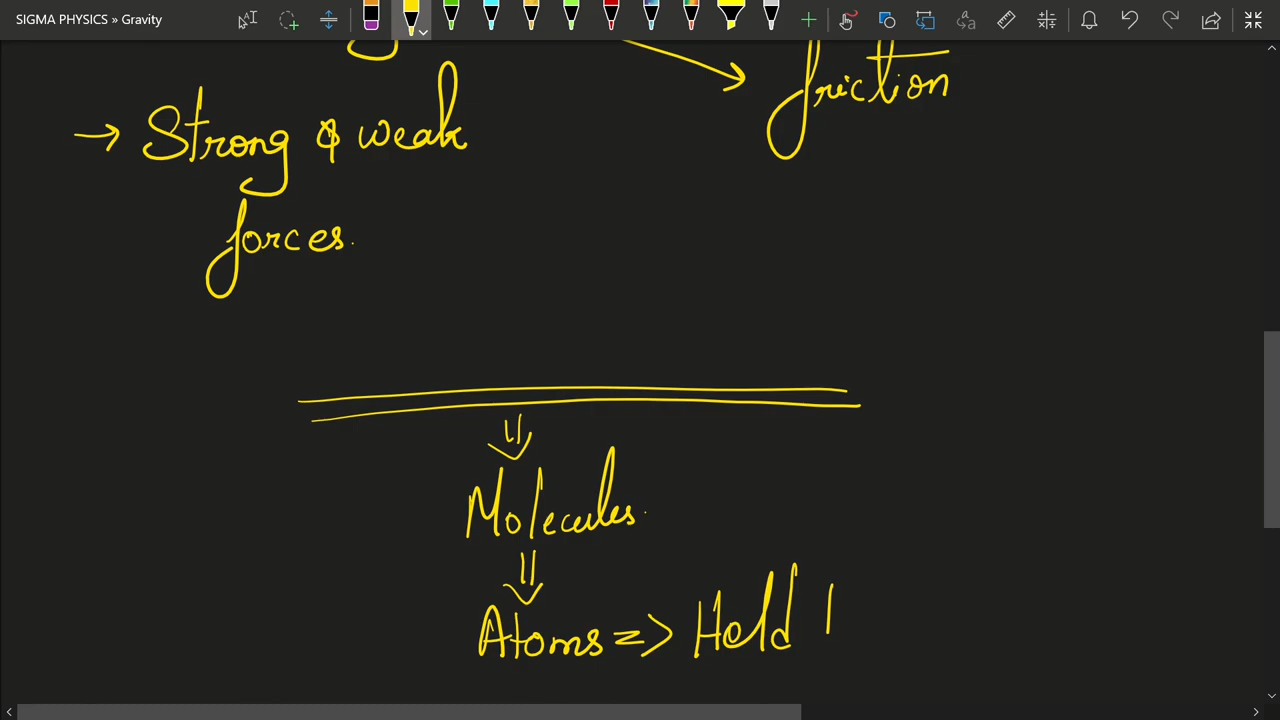 SIGMA PHYSICS » Gravity
friction
→ Strong & weak
forces.
Molecules.
Atoms => Held